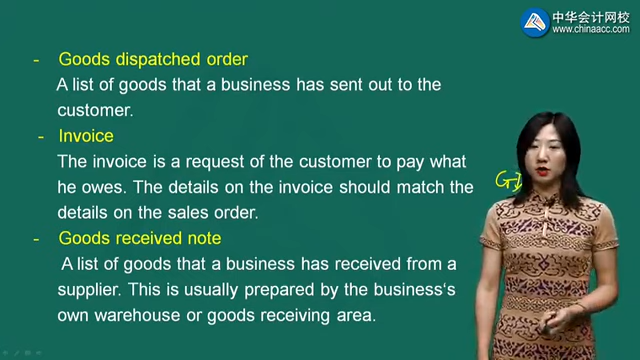 中华会计网校
www.chinaacc.com
- Goods dispatched order
A list of goods that a business has sent out to the
customer.
- Invoice
The invoice is a request of the customer to pay what
he owes. The details on the invoice should match the
details on the sales order.
- Goods received note
A list of goods that a business has received from a
supplier. This is usually prepared by the business‘s
own warehouse or goods receiving area.